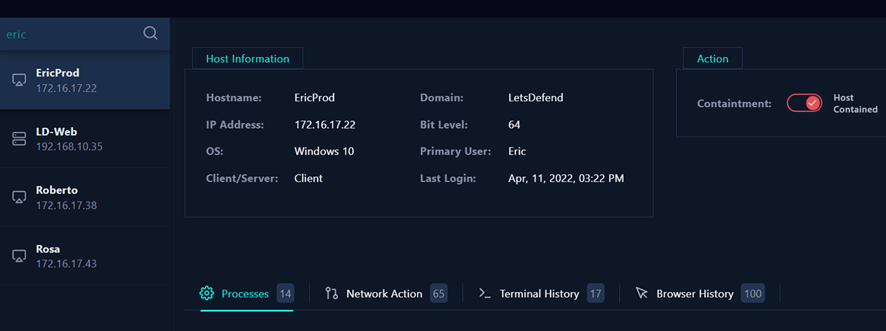 eric
EricProd
172.16.17.22
LD-Web
192.168.10.35
Roberto
172.16.17.38
Rosa
172.16.17.43
Host Information
Hostname: EricProd Domain: LetsDefend
IP Address: 172.16.17.22 Bit Level: 64
OS: Windows 10 Primary User: Eric
Client/Server: Client Last Login: Apr, 11, 2022, 03:22 PM
Action
Containtment: Host
Contained
Processes 14 Network Action 65 Terminal History 17 Browser History 100